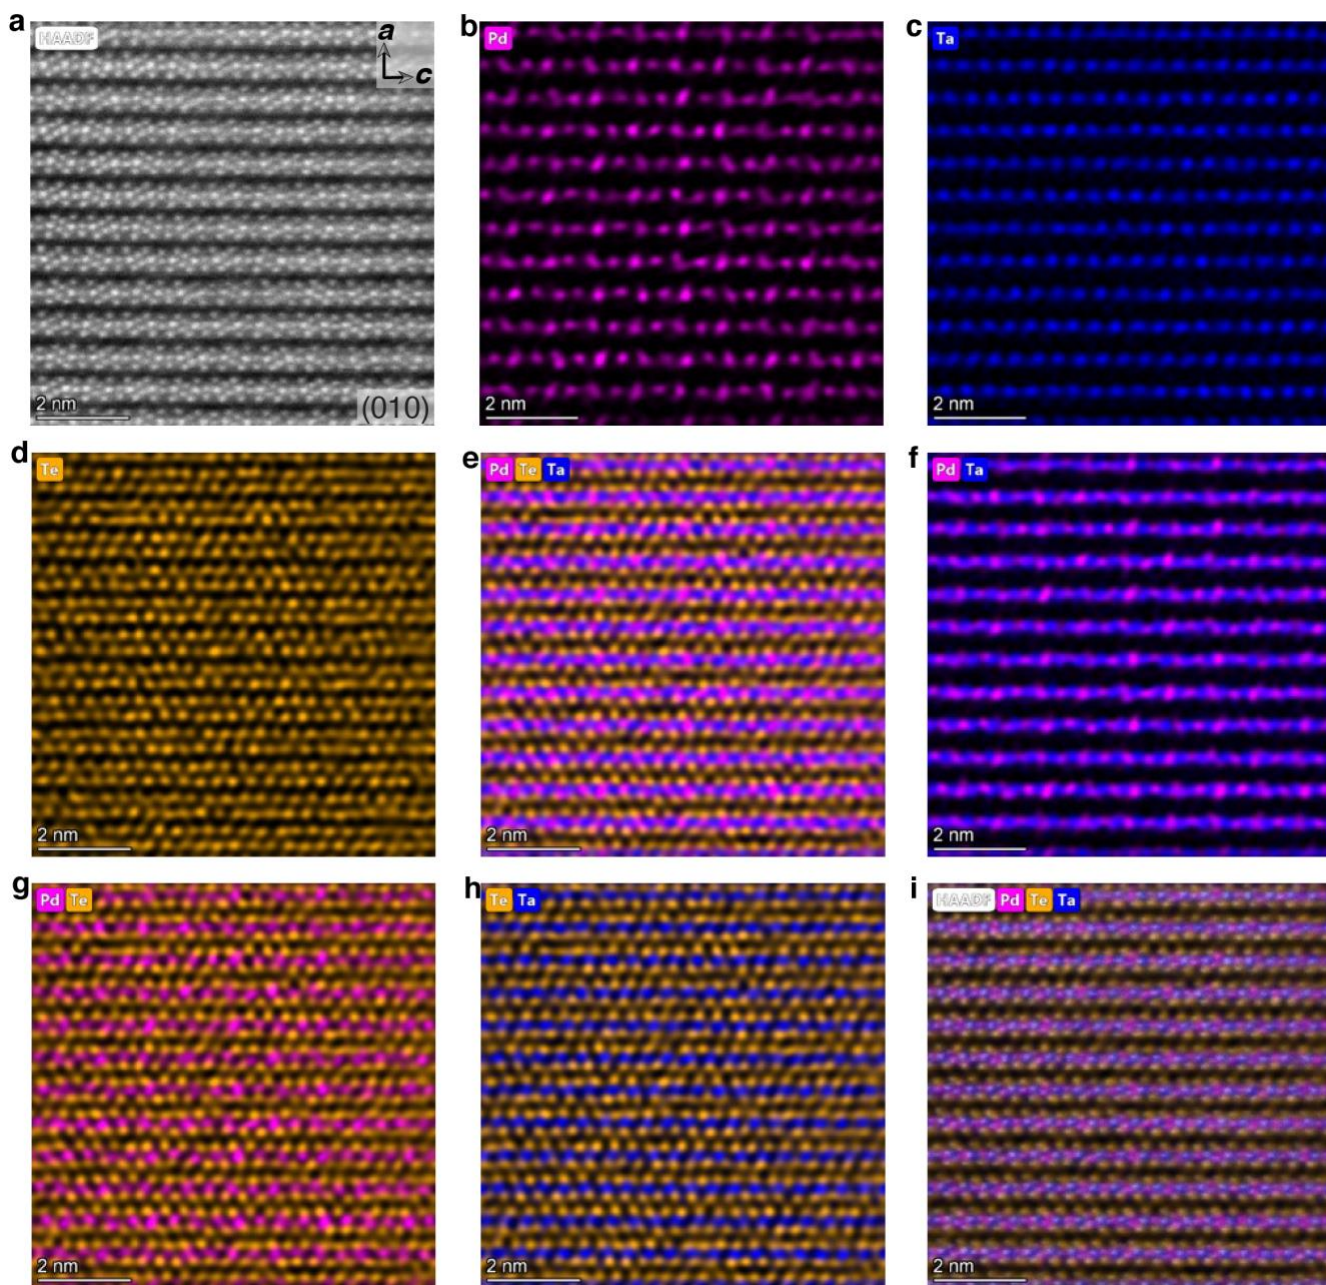 a
HAADF
a
c
2 nm
(010)
b
Pd
2 nm
c
Ta
2 nm
d
Te
2 nm
e
Pd Te Ta
2 nm
f
Pd Ta
2 nm
g
Pd Te
2 nm
h
Te Ta
2 nm
i
HAADF Pd Te Ta
2 nm